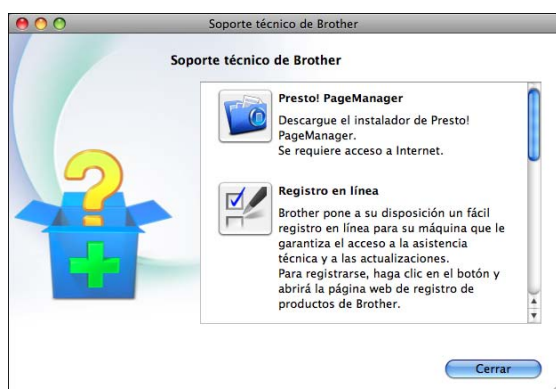 Soporte técnico de Brother
Soporte técnico de Brother
Presto! PageManager
Descargue el instalador de Presto!
PageManager.
Se requiere acceso a Internet.
Registro en línea
Brother pone a su disposición un fácil
registro en línea para su máquina que le
garantiza el acceso a la asistencia
técnica y a las actualizaciones.
Para registrarse, haga clic en el botón y
abrirá la página web de registro de
productos de Brother.
Cerrar